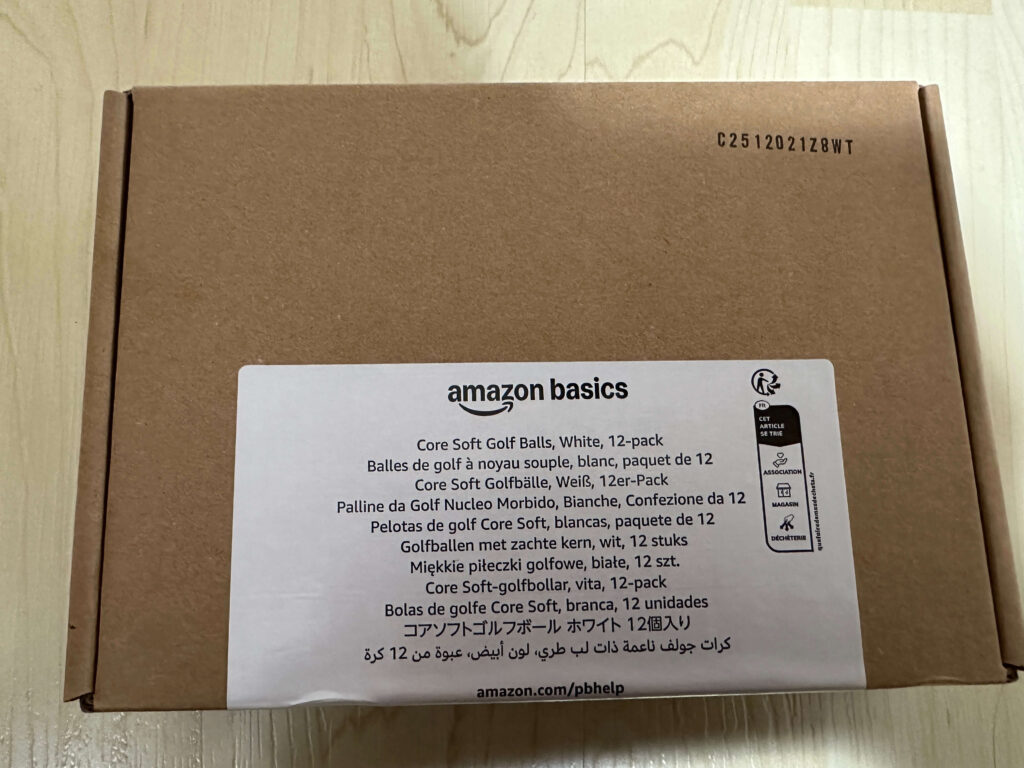 C2512021Z8WT
amazon basics
Core Soft Golf Balls, White, 12-pack
Balles de golf à noyau souple, blanc, paquet de 12
Core Soft Golfbälle, Weiß, 12er-Pack
Palline da Golf Nucleo Morbido, Bianche, Confezione da 12
Pelotas de golf Core Soft, blancas, paquete de 12
Golfballen met zachte kern, wit, 12 stuks
Miękkie piłeczki golfowe, białe, 12 szt.
Core Soft-golfbollar, vita, 12-pack
Bolas de golfe Core Soft, branca, 12 unidades
コアソフトゴルフボール ホワイト 12個入り
كرات جولف ناعمة ذات لب طري، لون أبيض، عبوة من 12 كرة
amazon.com/pbhelp
FR
CET
ARTICLE
SE TRIE
ASSOCIATION
MAGASIN
DÉCHÈTERIE
quefairedemesdechets.fr